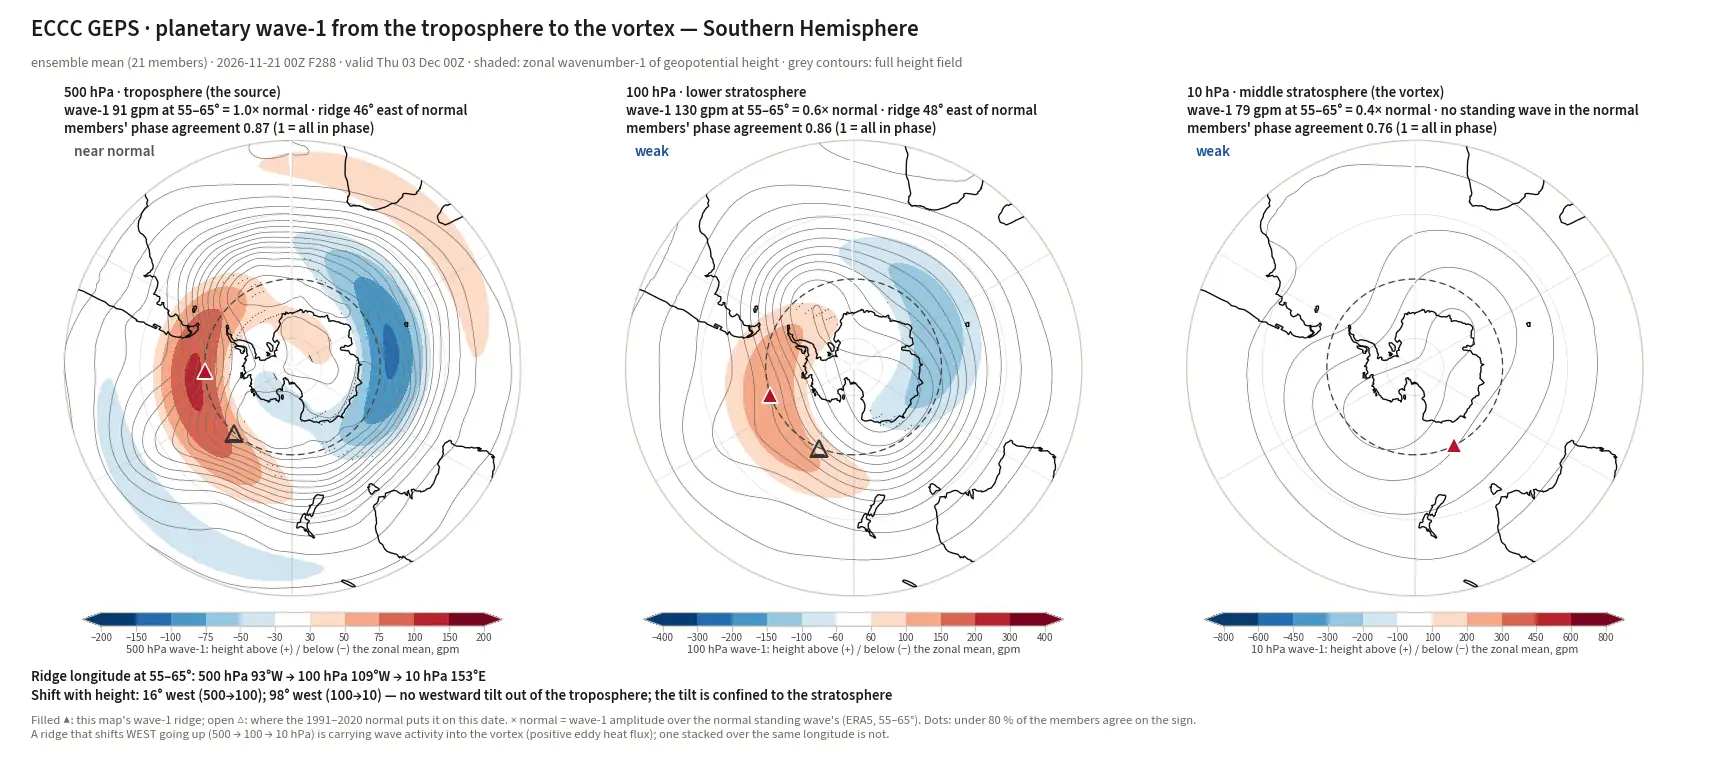 ECCC GEPS · planetary wave-1 from the troposphere to the vortex — Southern Hemisphere
ensemble mean (21 members) · 2026-11-21 00Z F288 · valid Thu 03 Dec 00Z · shaded: zonal wavenumber-1 of geopotential height · grey contours: full height field
500 hPa · troposphere (the source)
wave-1 91 gpm at 55–65° = 1.0× normal · ridge 46° east of normal
members' phase agreement 0.87 (1 = all in phase)
near normal
100 hPa · lower stratosphere
wave-1 130 gpm at 55–65° = 0.6× normal · ridge 48° east of normal
members' phase agreement 0.86 (1 = all in phase)
weak
10 hPa · middle stratosphere (the vortex)
wave-1 79 gpm at 55–65° = 0.4× normal · no standing wave in the normal
members' phase agreement 0.76 (1 = all in phase)
weak
−200 −150 −100 −75 −50 −30 30 50 75 100 150 200
500 hPa wave-1: height above (+) / below (−) the zonal mean, gpm
−400 −300 −200 −150 −100 −60 60 100 150 200 300 400
100 hPa wave-1: height above (+) / below (−) the zonal mean, gpm
−800 −600 −450 −300 −200 −100 100 200 300 450 600 800
10 hPa wave-1: height above (+) / below (−) the zonal mean, gpm
Ridge longitude at 55–65°: 500 hPa 93°W → 100 hPa 109°W → 10 hPa 153°E
Shift with height: 16° west (500→100); 98° west (100→10) — no westward tilt out of the troposphere; the tilt is confined to the stratosphere
Filled ▲: this map's wave-1 ridge; open △: where the 1991–2020 normal puts it on this date. × normal = wave-1 amplitude over the normal standing wave's (ERA5, 55–65°). Dots: under 80 % of the members agree on the sign.
A ridge that shifts WEST going up (500 → 100 → 10 hPa) is carrying wave activity into the vortex (positive eddy heat flux); one stacked over the same longitude is not.